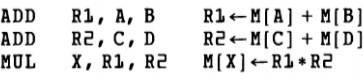 ADD R1, A, B R1←M[A] + M[B]
ADD R2, C, D R2←M[C] + M[D]
MUL X, R1, R2 M[X]←R1*R2